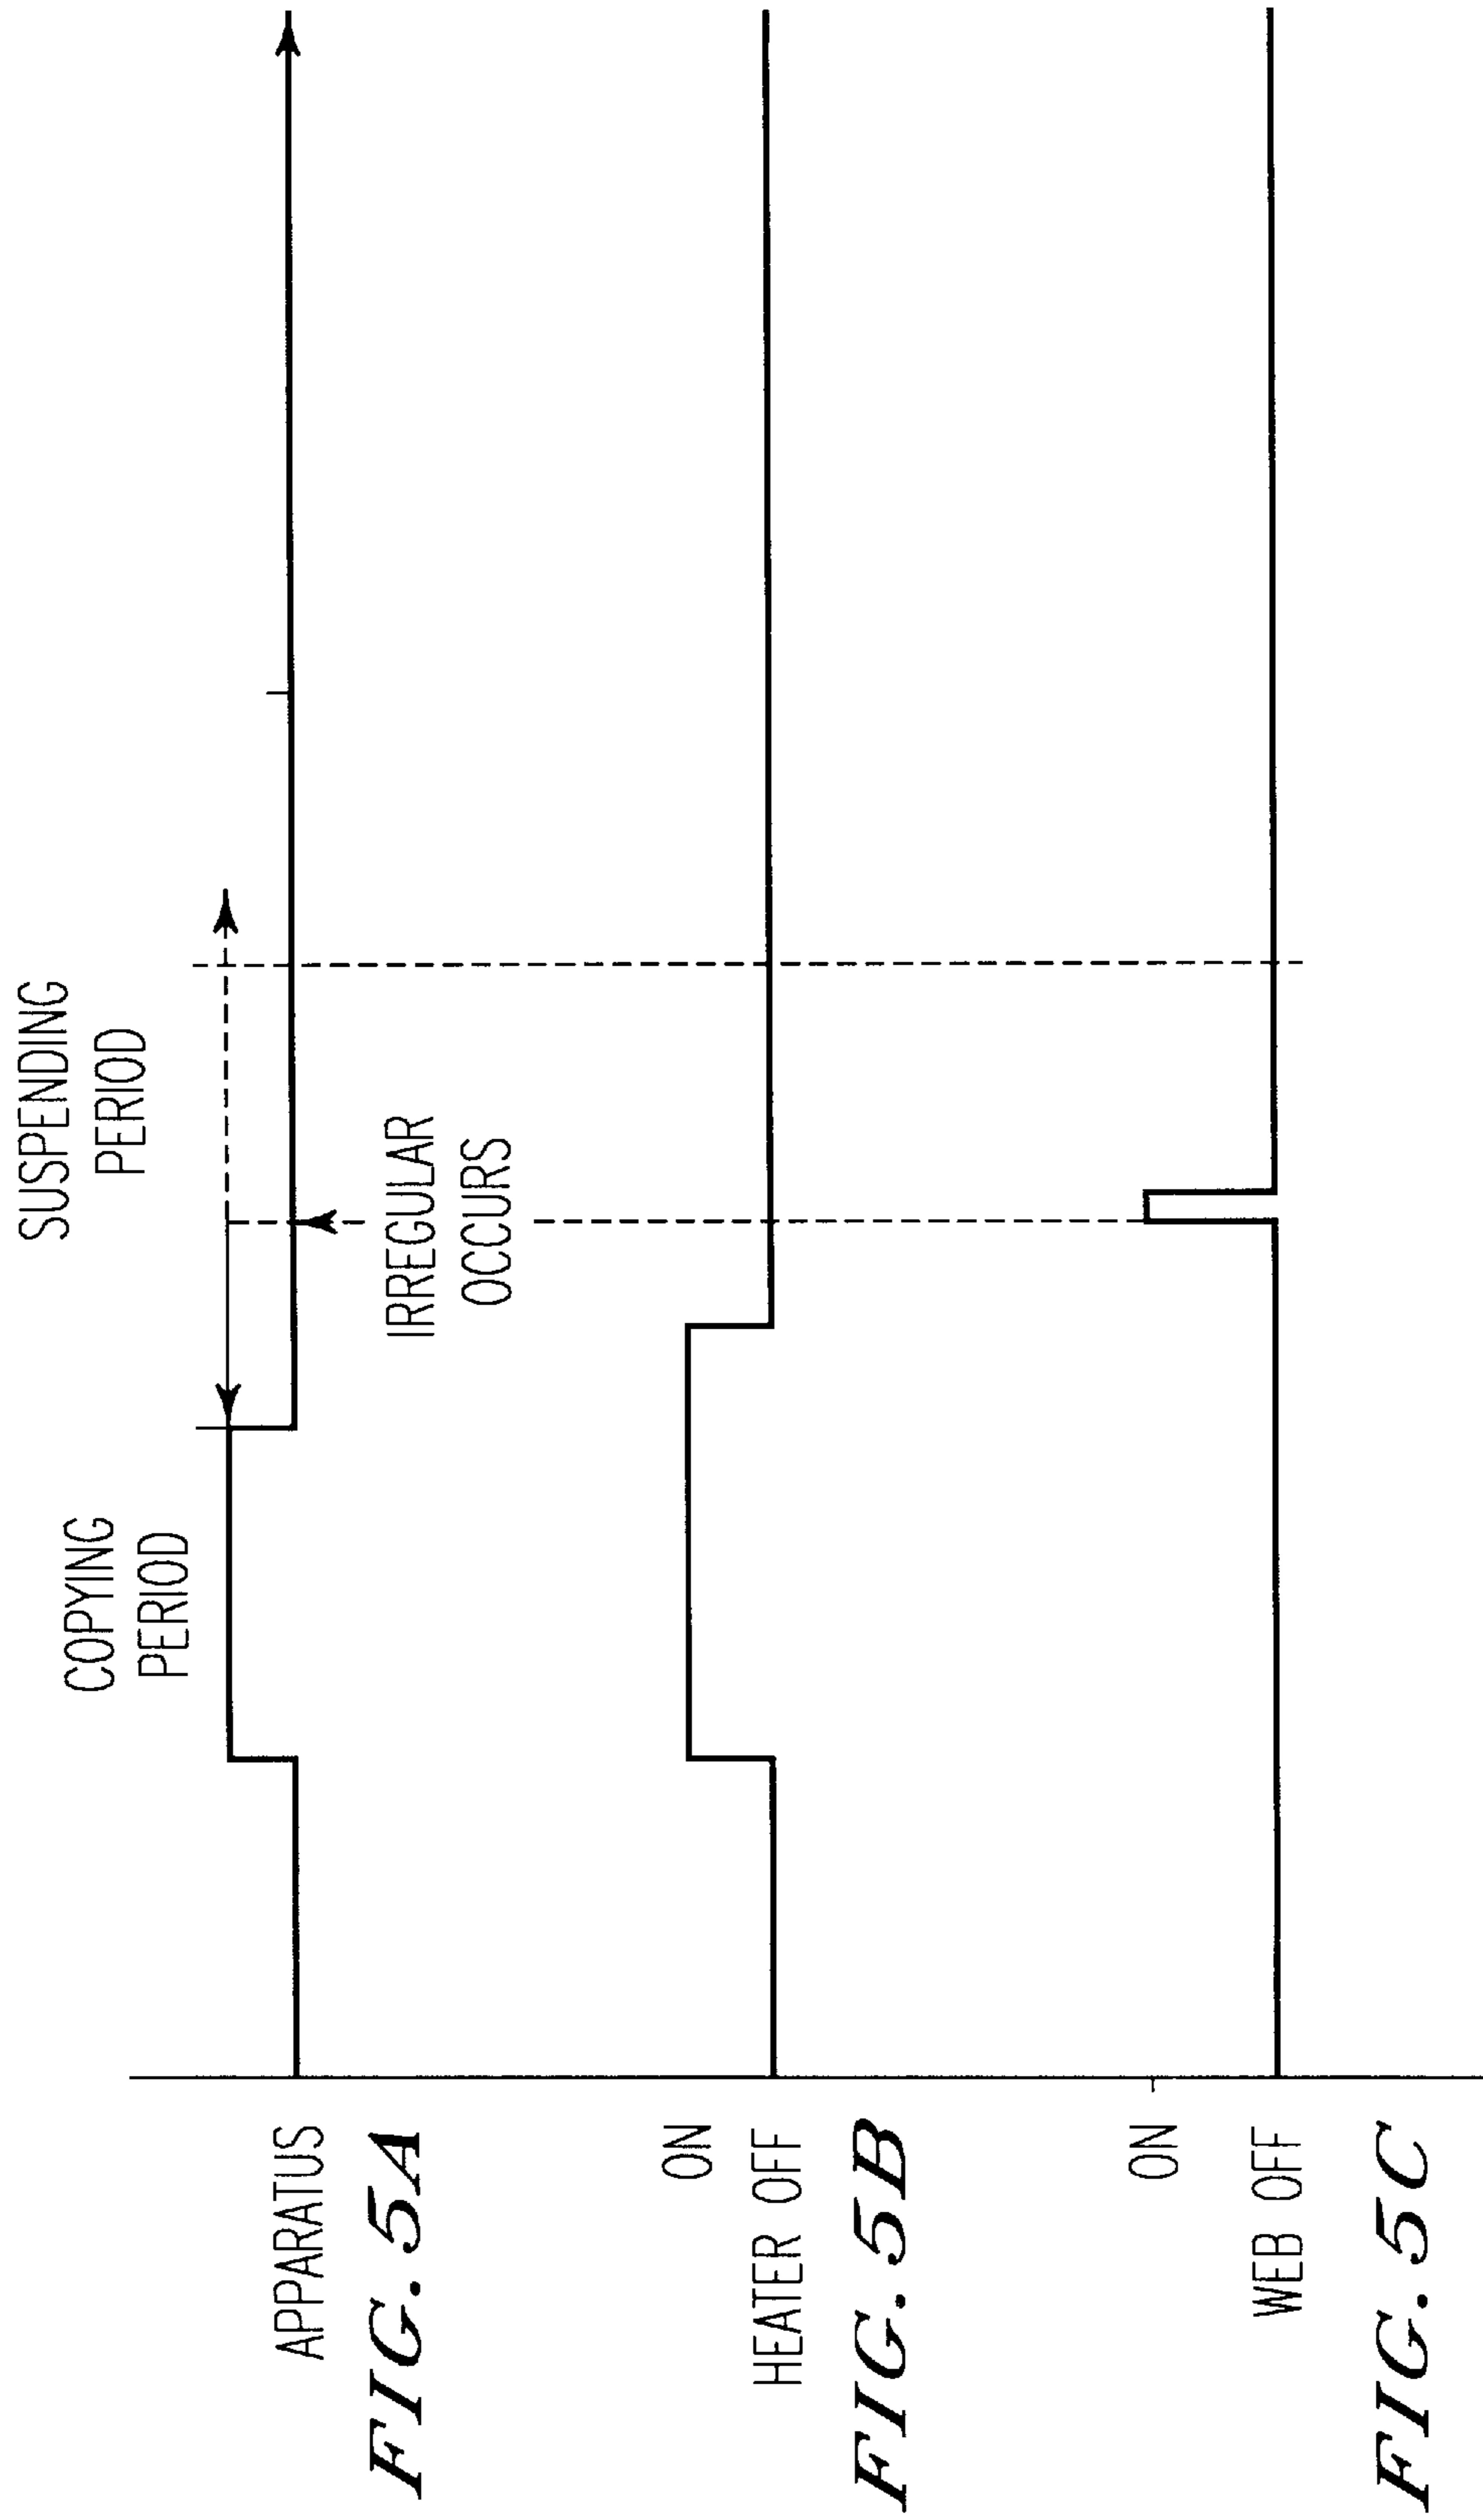 SUSPENDING
PERIOD
COPYING
PERIOD
APPARATUS
IRREGULAR
OCCURS
FIG. 5A
ON
HEATER OFF
FIG. 5B
ON
WEB OFF
FIG. 5C